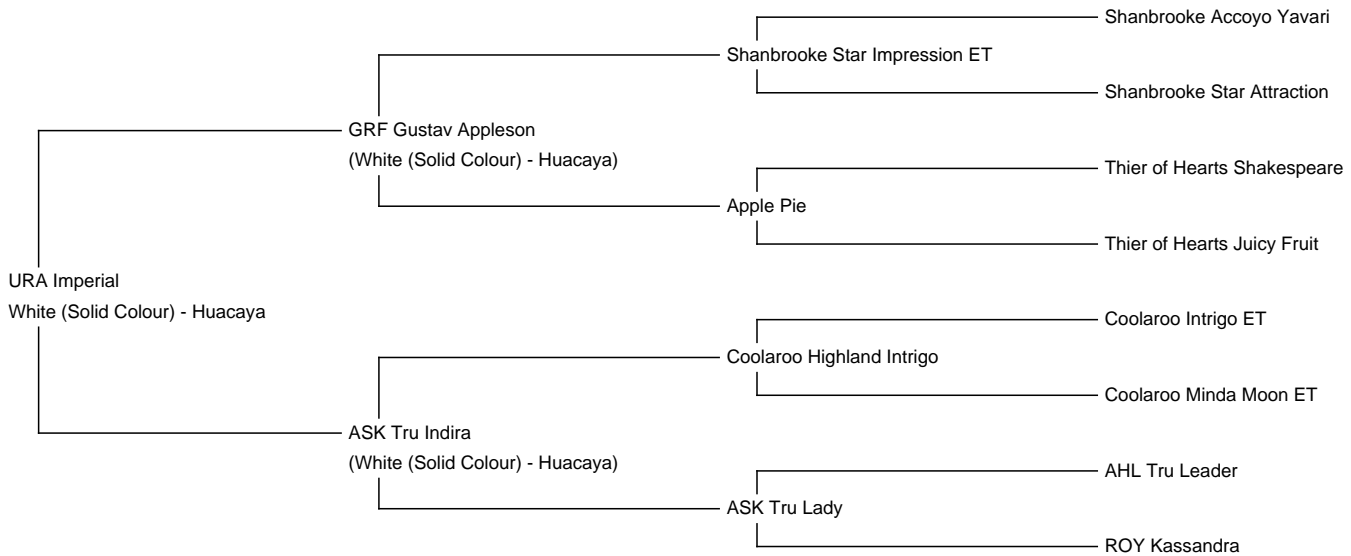 Shanbrooke Accoyo Yavari
Shanbrooke Star Impression ET
Shanbrooke Star Attraction
GRF Gustav Appleson
(White (Solid Colour) - Huacaya)
Thier of Hearts Shakespeare
Apple Pie
Thier of Hearts Juicy Fruit
URA Imperial
White (Solid Colour) - Huacaya
Coolaroo Intrigo ET
Coolaroo Highland Intrigo
Coolaroo Minda Moon ET
ASK Tru Indira
(White (Solid Colour) - Huacaya)
AHL Tru Leader
ASK Tru Lady
ROY Kassandra